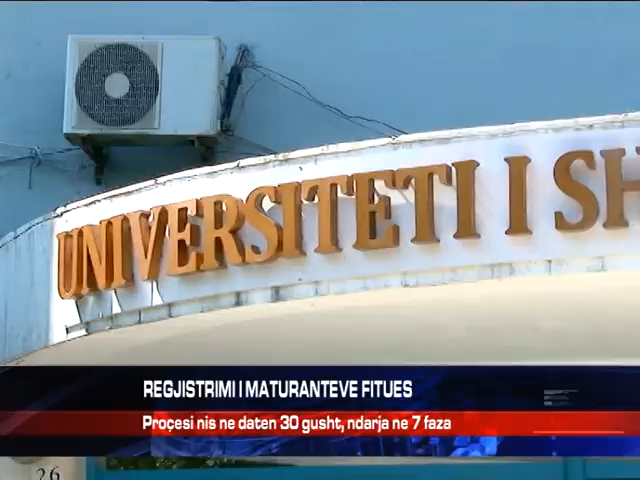 UNIVERSITETI I SH
REGJISTRIMI I MATURANTEVE FITUES
Proçesi nis ne daten 30 gusht, ndarja ne 7 faza
26